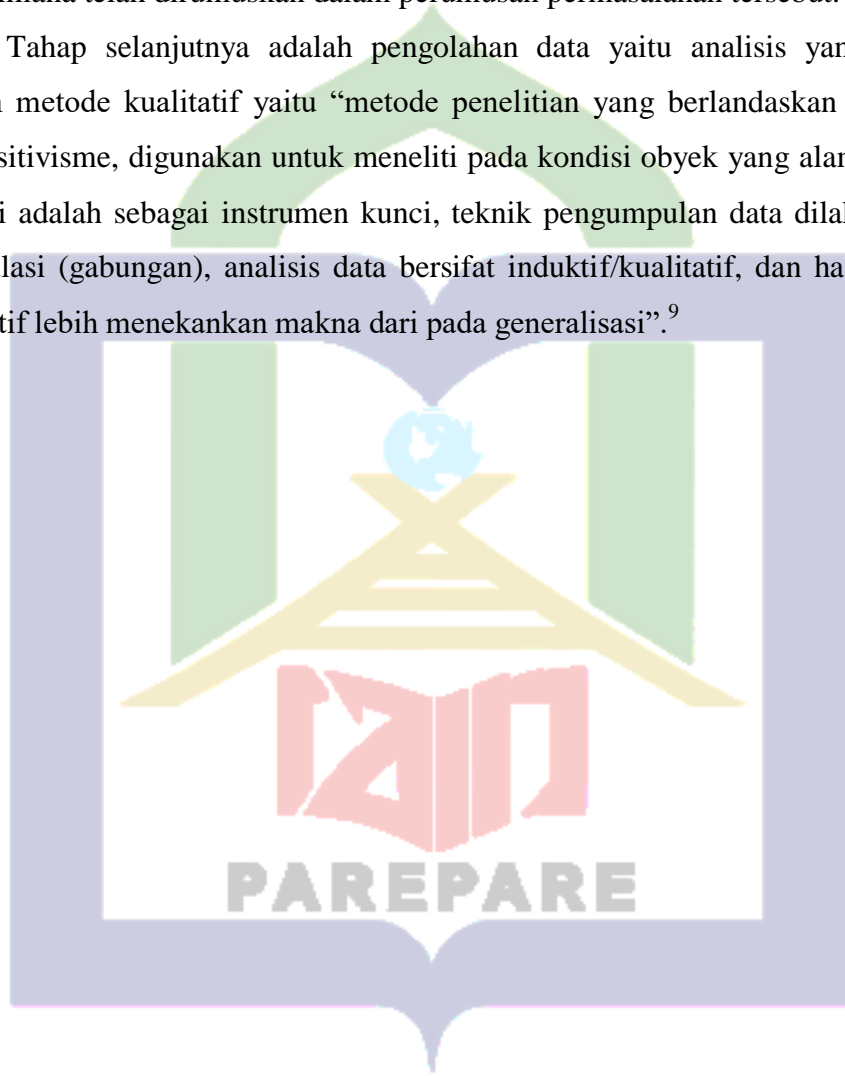 mana telah dirumuskan dalam perumusan permasalahan tersebut.
Tahap selanjutnya adalah pengolahan data yaitu analisis yan
metode kualitatif yaitu “metode penelitian yang berlandaskan
sitivisme, digunakan untuk meneliti pada kondisi obyek yang alan
i adalah sebagai instrumen kunci, teknik pengumpulan data dilal
lasi (gabungan), analisis data bersifat induktif/kualitatif, dan ha
tif lebih menekankan makna dari pada generalisasi”.9
iain
PAREPARE